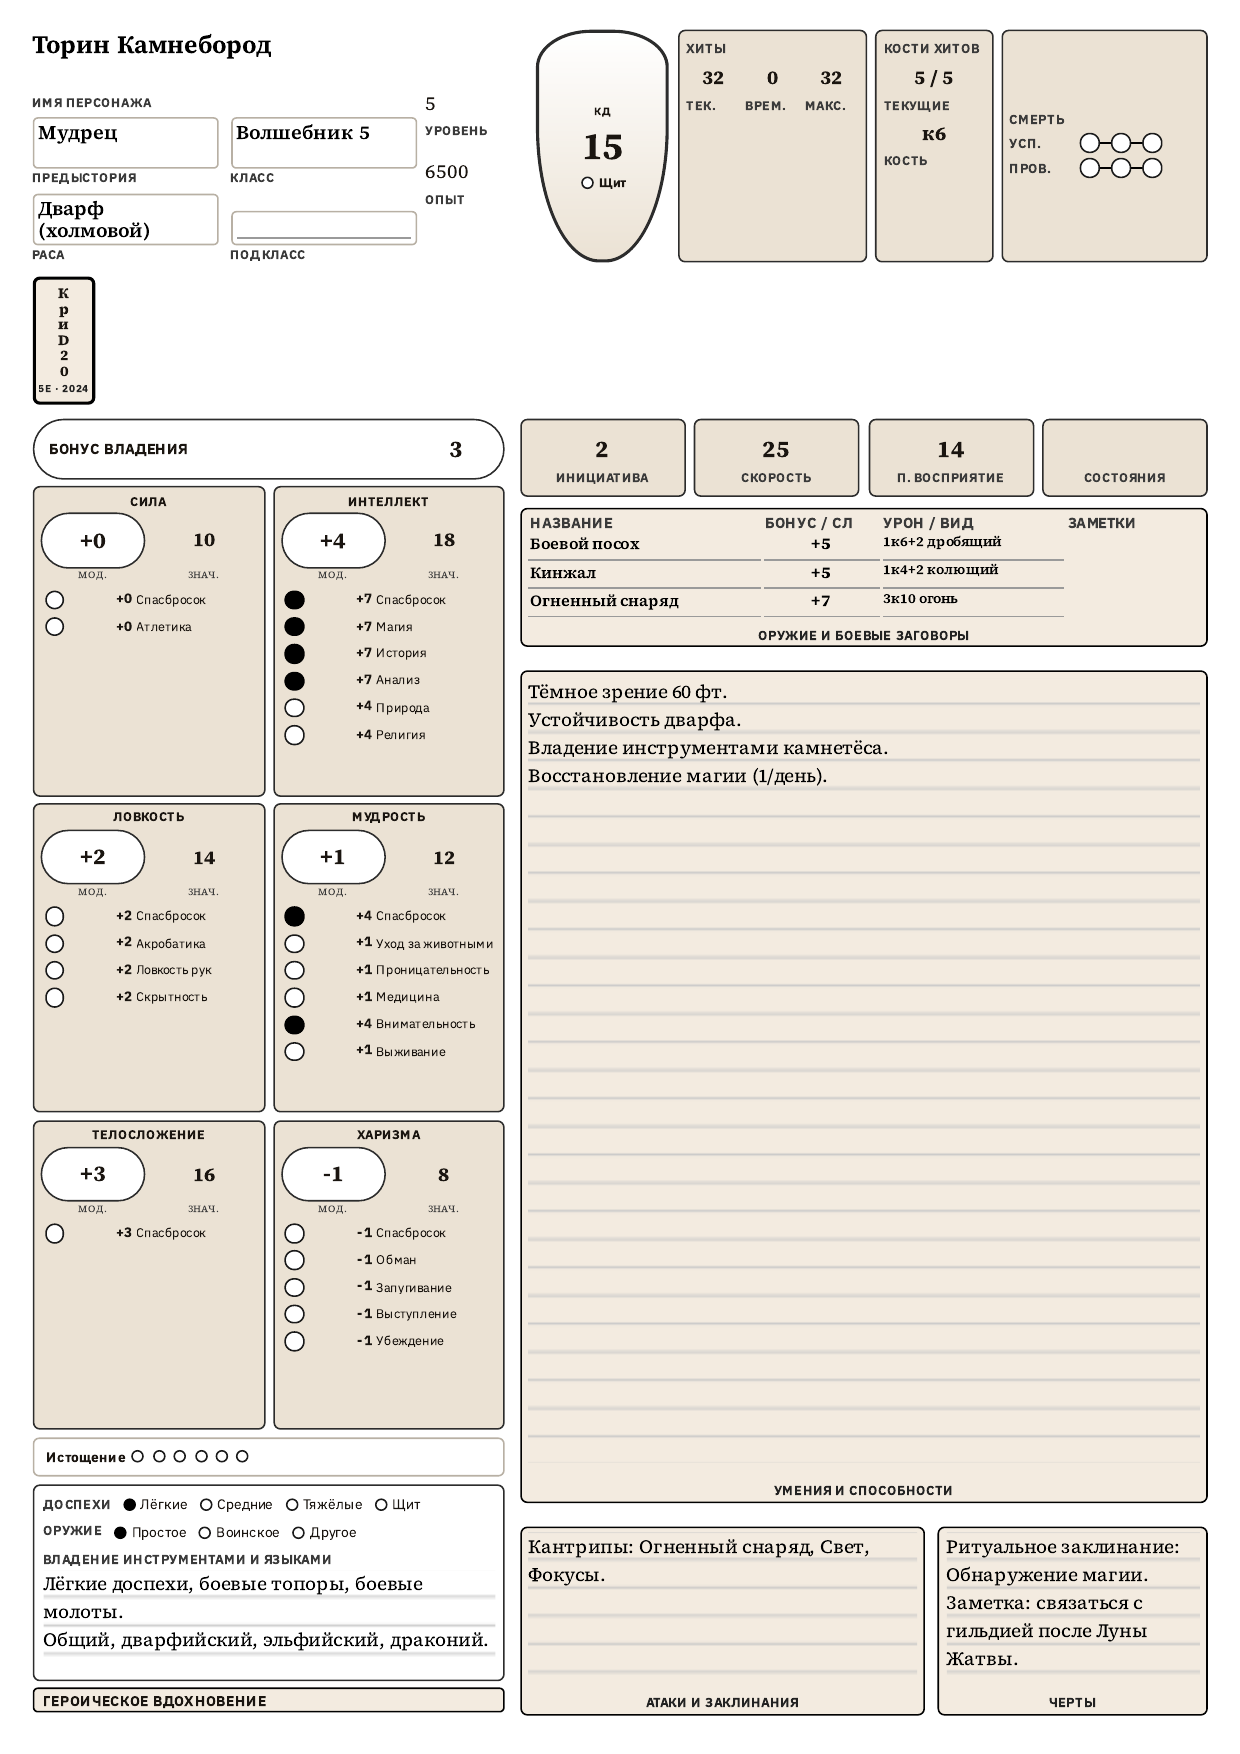 Торин Камнебород
ИМЯ ПЕРСОНАЖА
Мудрец
ПРЕДЫСТОРИЯ
Волшебник 5
КЛАСС
Дварф
(холмовой)
РАСА
ПОДКЛАСС
5
УРОВЕНЬ
6500
ОПЫТ
КД
15
Щит
ХИТЫ
32 0 32
ТЕК. ВРЕМ. МАКС.
КОСТИ ХИТОВ
5 / 5
ТЕКУЩИЕ
к6
КОСТЬ
СМЕРТЬ
УСП.
ПРОВ.
К
р
и
D
2
0
5E · 2024
БОНУС ВЛАДЕНИЯ 3
СИЛА
+0 10
МОД. ЗНАЧ.
+0 Спасбросок
+0 Атлетика
ИНТЕЛЛЕКТ
+4 18
МОД. ЗНАЧ.
+7 Спасбросок
+7 Магия
+7 История
+7 Анализ
+4 Природа
+4 Религия
ЛОВКОСТЬ
+2 14
МОД. ЗНАЧ.
+2 Спасбросок
+2 Акробатика
+2 Ловкость рук
+2 Скрытность
МУДРОСТЬ
+1 12
МОД. ЗНАЧ.
+4 Спасбросок
+1 Уход за животными
+1 Проницательность
+1 Медицина
+4 Внимательность
+1 Выживание
ТЕЛОСЛОЖЕНИЕ
+3 16
МОД. ЗНАЧ.
+3 Спасбросок
ХАРИЗМА
-1 8
МОД. ЗНАЧ.
-1 Спасбросок
-1 Обман
-1 Запугивание
-1 Выступление
-1 Убеждение
Истощение
ДОСПЕХИ Лёгкие Средние Тяжёлые Щит
ОРУЖИЕ Простое Воинское Другое
ВЛАДЕНИЕ ИНСТРУМЕНТАМИ И ЯЗЫКАМИ
Лёгкие доспехи, боевые топоры, боевые
молоты.
Общий, дварфийский, эльфийский, драконий.
ГЕРОИЧЕСКОЕ ВДОХНОВЕНИЕ
2
ИНИЦИАТИВА
25
СКОРОСТЬ
14
П. ВОСПРИЯТИЕ
СОСТОЯНИЯ
НАЗВАНИЕ БОНУС / СЛ УРОН / ВИД ЗАМЕТКИ
Боевой посох +5 1к6+2 дробящий
Кинжал +5 1к4+2 колющий
Огненный снаряд +7 3к10 огонь
ОРУЖИЕ И БОЕВЫЕ ЗАГОВОРЫ
Тёмное зрение 60 фт.
Устойчивость дварфа.
Владение инструментами камнетёса.
Восстановление магии (1/день).
УМЕНИЯ И СПОСОБНОСТИ
Кантрипы: Огненный снаряд, Свет,
Фокусы.
АТАКИ И ЗАКЛИНАНИЯ
Ритуальное заклинание:
Обнаружение магии.
Заметка: связаться с
гильдией после Луны
Жатвы.
ЧЕРТЫ